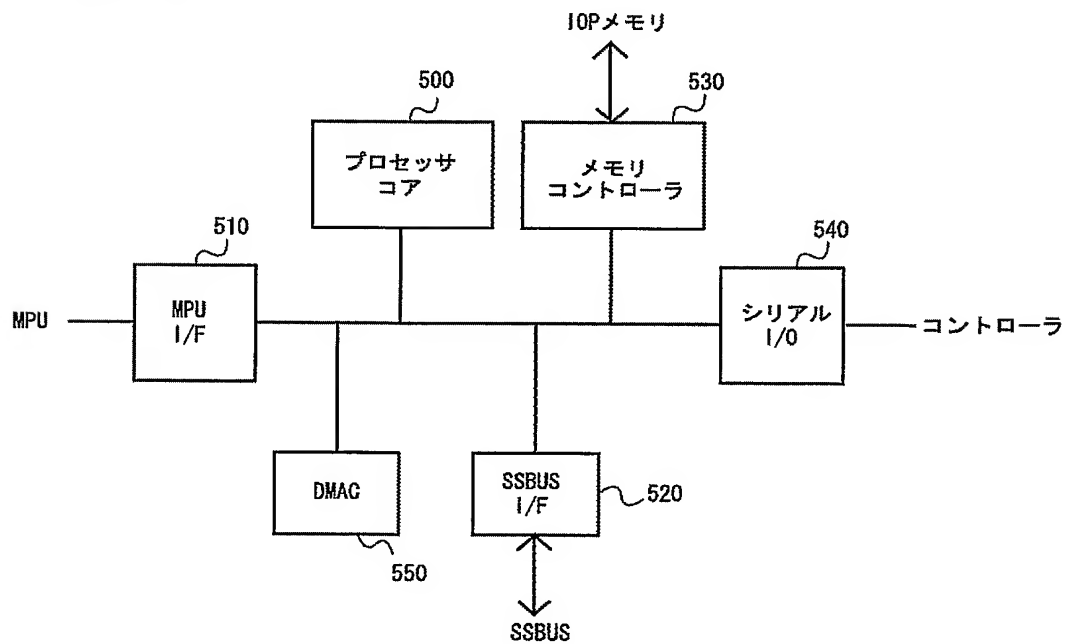 IOPメモリ
500
530
プロセッサ
コア
メモリ
コントローラ
510
540
MPU
MPU
I/F
シリアル
I/O
コントローラ
DMAC
SSBUS
I/F
520
550
SSBUS